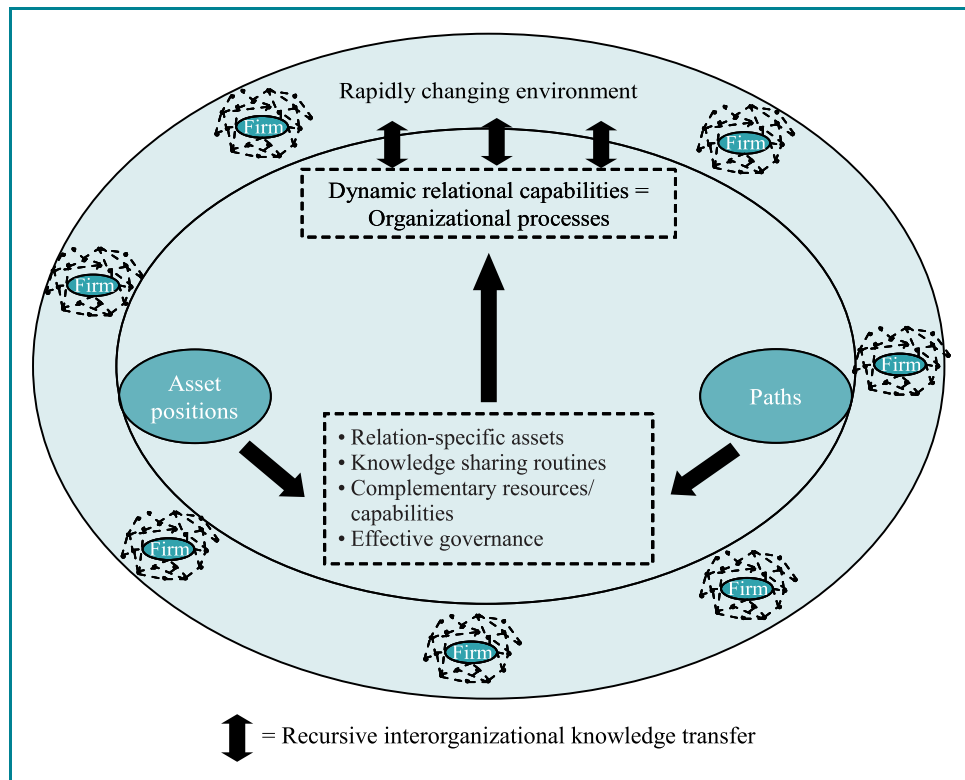 Rapidly changing environment
Firm
Firm
Dynamic relational capabilities =
Organizational processes
Firm
Firm
Asset
positions
Paths
• Relation-specific assets
• Knowledge sharing routines
• Complementary resources/
capabilities
• Effective governance
Firm
Firm
Firm
= Recursive interorganizational knowledge transfer